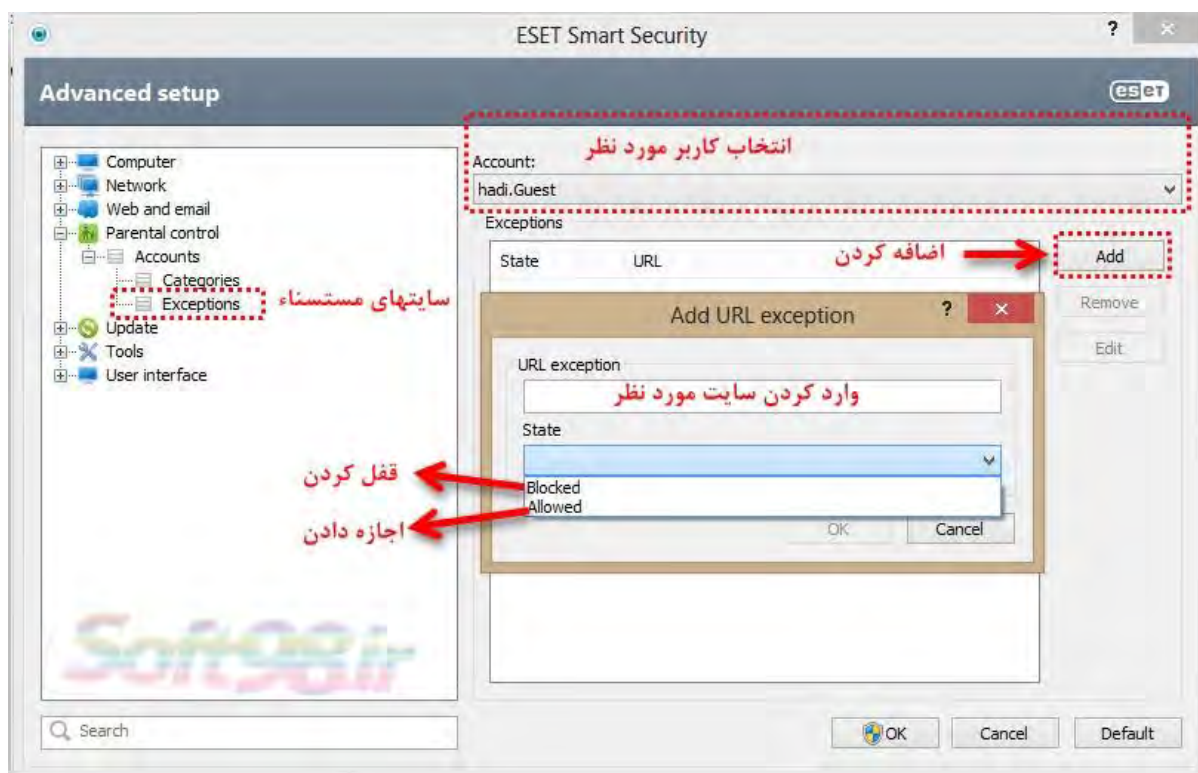 ESET Smart Security
?
Advanced setup
eset
انتخاب کاربر مورد نظر
Account:
hadi.Guest
Computer
Network
Web and email
Parental control
Accounts
Categories
Exceptions
سایتهای مستسناء
Update
Tools
User interface
Exceptions
State URL
اضافه کردن
Add
Remove
Edit
Add URL exception
?
URL exception
وارد کردن سایت مورد نظر
State
Blocked
Allowed
قفل کردن
اجازه دادن
OK Cancel
Soft98.ir
Search
OK Cancel Default